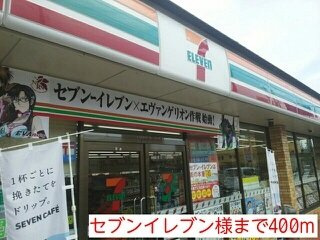 ELEVEN
セブン-イレブン×エヴァンゲリオン作戦 始動!
1杯ごとに
挽きたてを
ドリップ。
SEVEN CAFÉ
セブンイレブン様まで400m